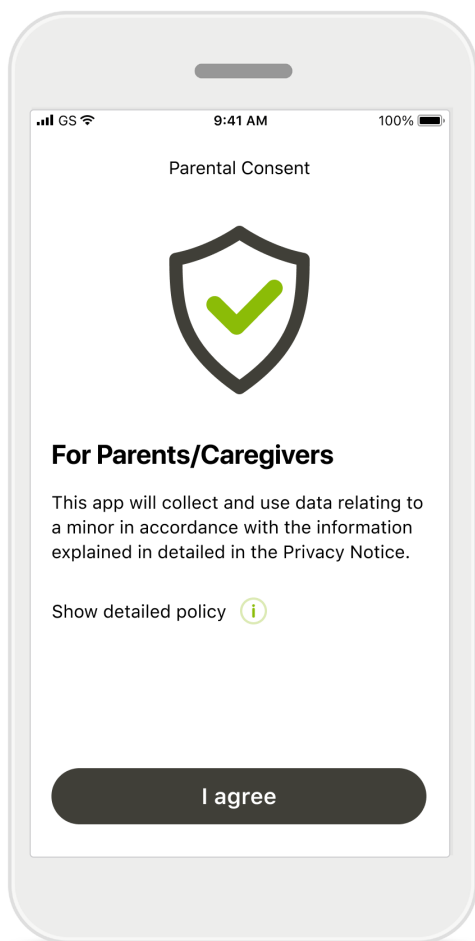 GS 9:41 AM 100%
Parental Consent
For Parents/Caregivers
This app will collect and use data relating to
a minor in accordance with the information
explained in detailed in the Privacy Notice.
Show detailed policy i
I agree